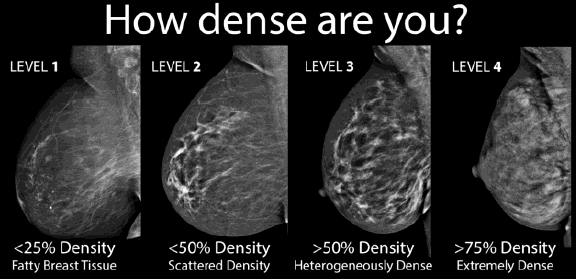 How dense are you?
LEVEL 1
LEVEL 2
LEVEL 3
LEVEL 4
<25% Density
Fatty Breast Tissue
<50% Density
Scattered Density
>50% Density
Heterogeneously Dense
>75% Density
Extremely Dense